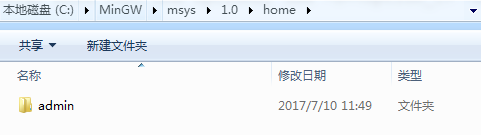 本地磁盘 (C:) ▸ MinGW ▸ msys ▸ 1.0 ▸ home ▸
共享 ▼ 新建文件夹
名称 修改日期 类型
admin 2017/7/10 11:49 文件夹